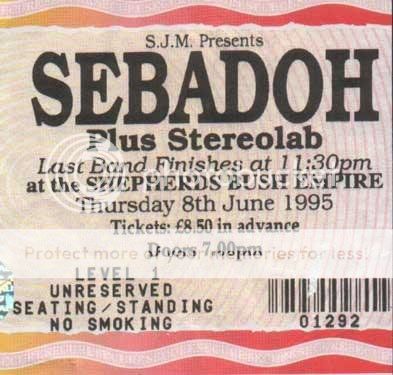 S.J.M. Presents
SEBADOH
Plus Stereolab
Last Band Finishes at 11:30pm
at the SHEPPERDS BUSH EMPIRE
Thursday 8th June 1995
Tickets: £8.50 in advance
Doors 7.00pm
Protect more of your memories for less!
LEVEL 1
UNRESERVED
SEATING/STANDING
NO SMOKING
01292